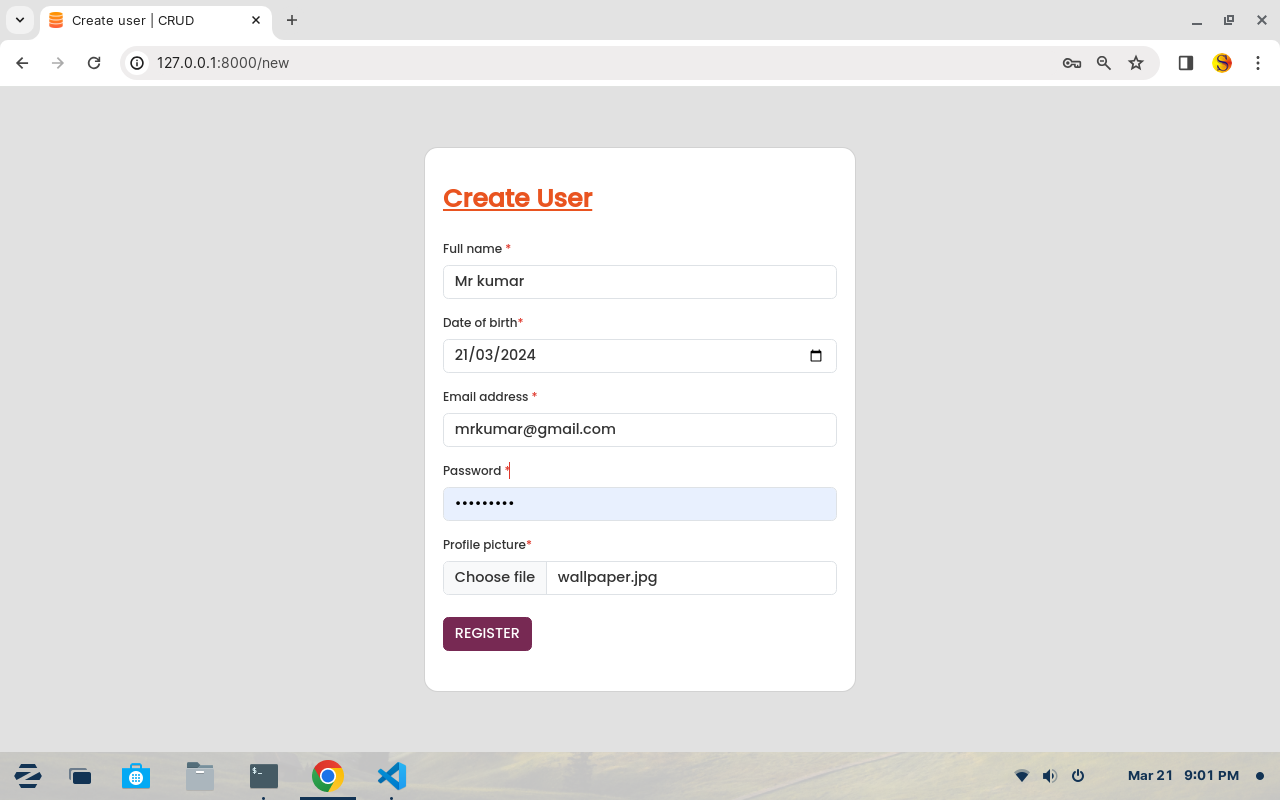 Create user | CRUD
127.0.0.1:8000/new
Create User
Full name *
Mr kumar
Date of birth*
21/03/2024
Email address *
mrkumar@gmail.com
Password *
•••••••••
Profile picture*
Choose file wallpaper.jpg
REGISTER
Mar 21 9:01 PM